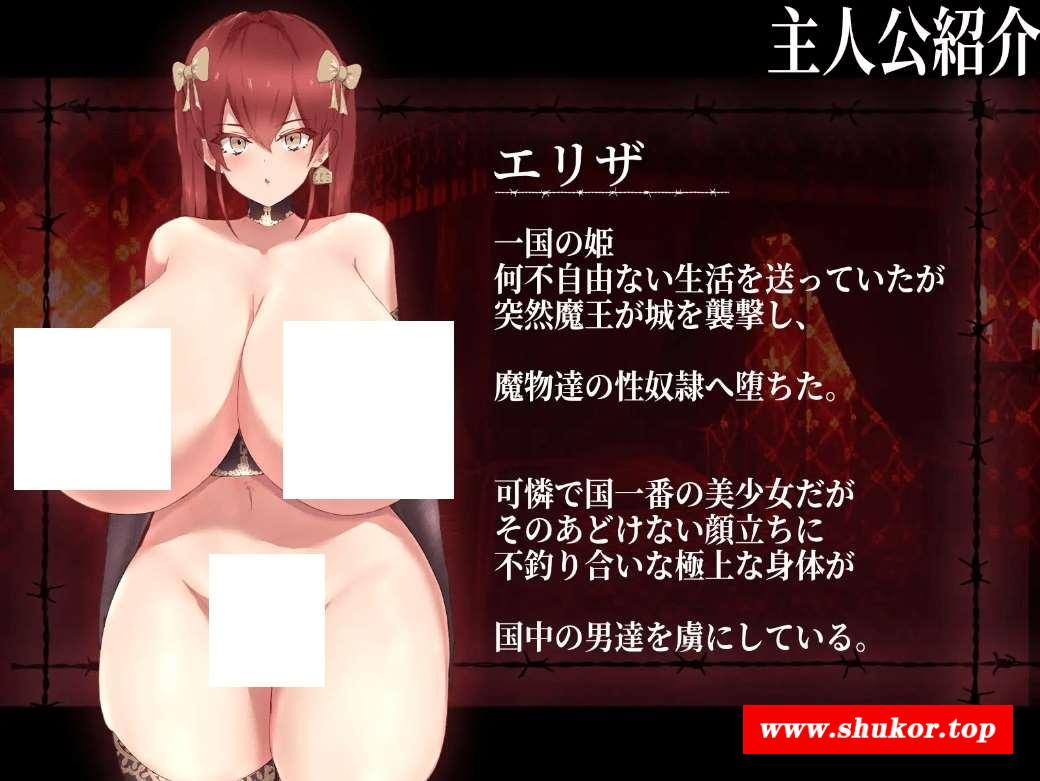 主人公紹介
エリザ
一国の姫
何不自由ない生活を送っていたが
突然魔王が城を襲撃し、
魔物達の性奴隷へ堕ちた。
可憐で国一番の美少女だが
そのあどけない顔立ちに
不釣り合いな極上な身体が
国中の男達を虜にしている。
www.shukor.top